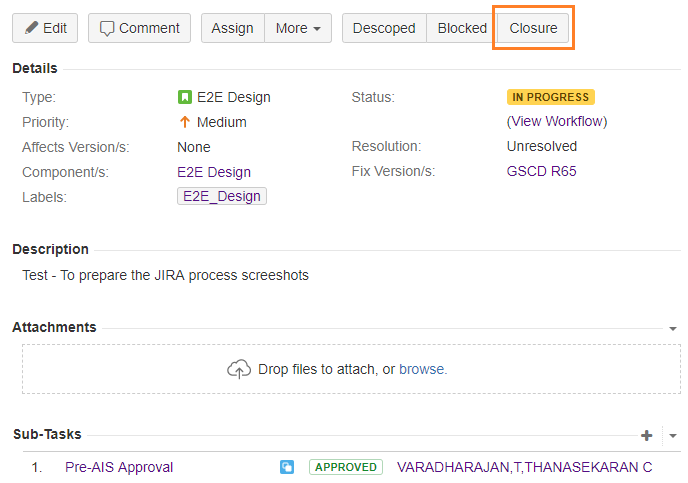 Edit Comment Assign More Descoped Blocked Closure
Details
Type: E2E Design Status: IN PROGRESS
Priority: Medium (View Workflow)
Affects Version/s: None Resolution: Unresolved
Component/s: E2E Design Fix Version/s: GSCD R65
Labels: E2E_Design
Description
Test - To prepare the JIRA process screeshots
Attachments
Drop files to attach, or browse.
Sub-Tasks
1. Pre-AIS Approval APPROVED VARADHARAJAN,T,THANASEKARAN C